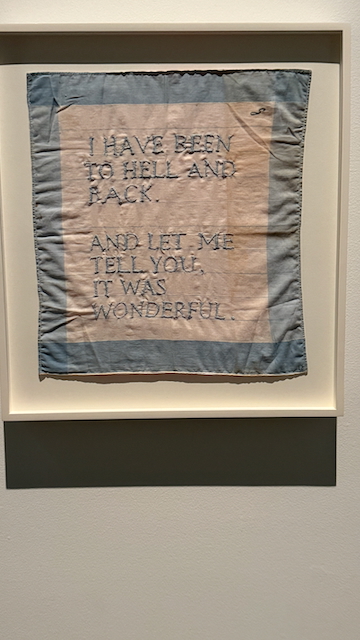 I HAVE BEEN
TO HELL AND
BACK.
AND LET ME
TELL YOU,
IT WAS
WONDERFUL.